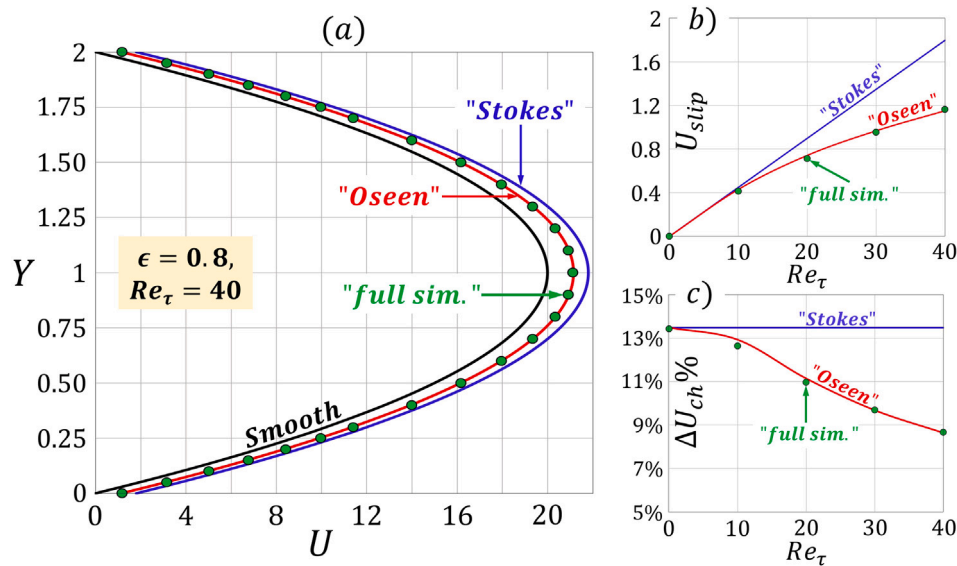 (a)
2
1.75
1.50
1.25
1
0.75
0.50
0.25
0
Y
"Stokes"
"Oseen"
ϵ = 0.8,
Re_τ = 40
"full sim."
Smooth
0 4 8 12 16 20
U
b)
2
1.6
1.2
0.8
0.4
0
U_slip
"Stokes"
"Oseen"
"full sim."
0 10 20 30 40
Re_τ
c)
15%
13%
11%
9%
7%
5%
ΔU_ch%
"Stokes"
"Oseen"
"full sim."
0 10 20 30 40
Re_τ